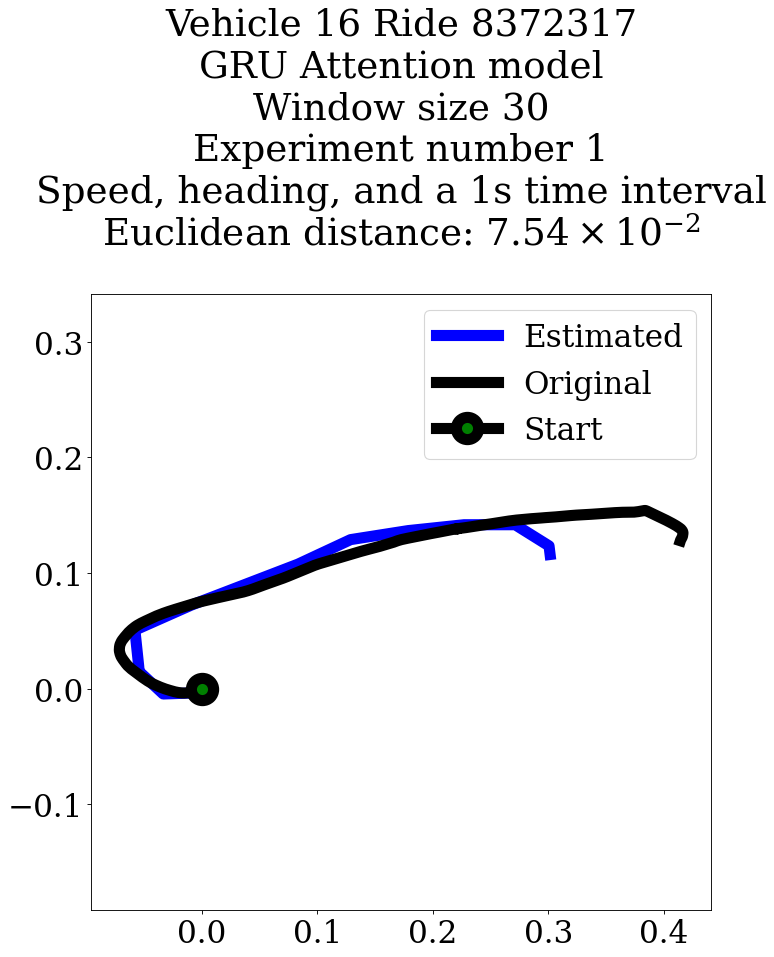 Vehicle 16 Ride 8372317
GRU Attention model
Window size 30
Experiment number 1
Speed, heading, and a 1s time interval
Euclidean distance: 7.54 × 10⁻²
Estimated
Original
Start
0.3
0.2
0.1
0.0
−0.1
0.0 0.1 0.2 0.3 0.4